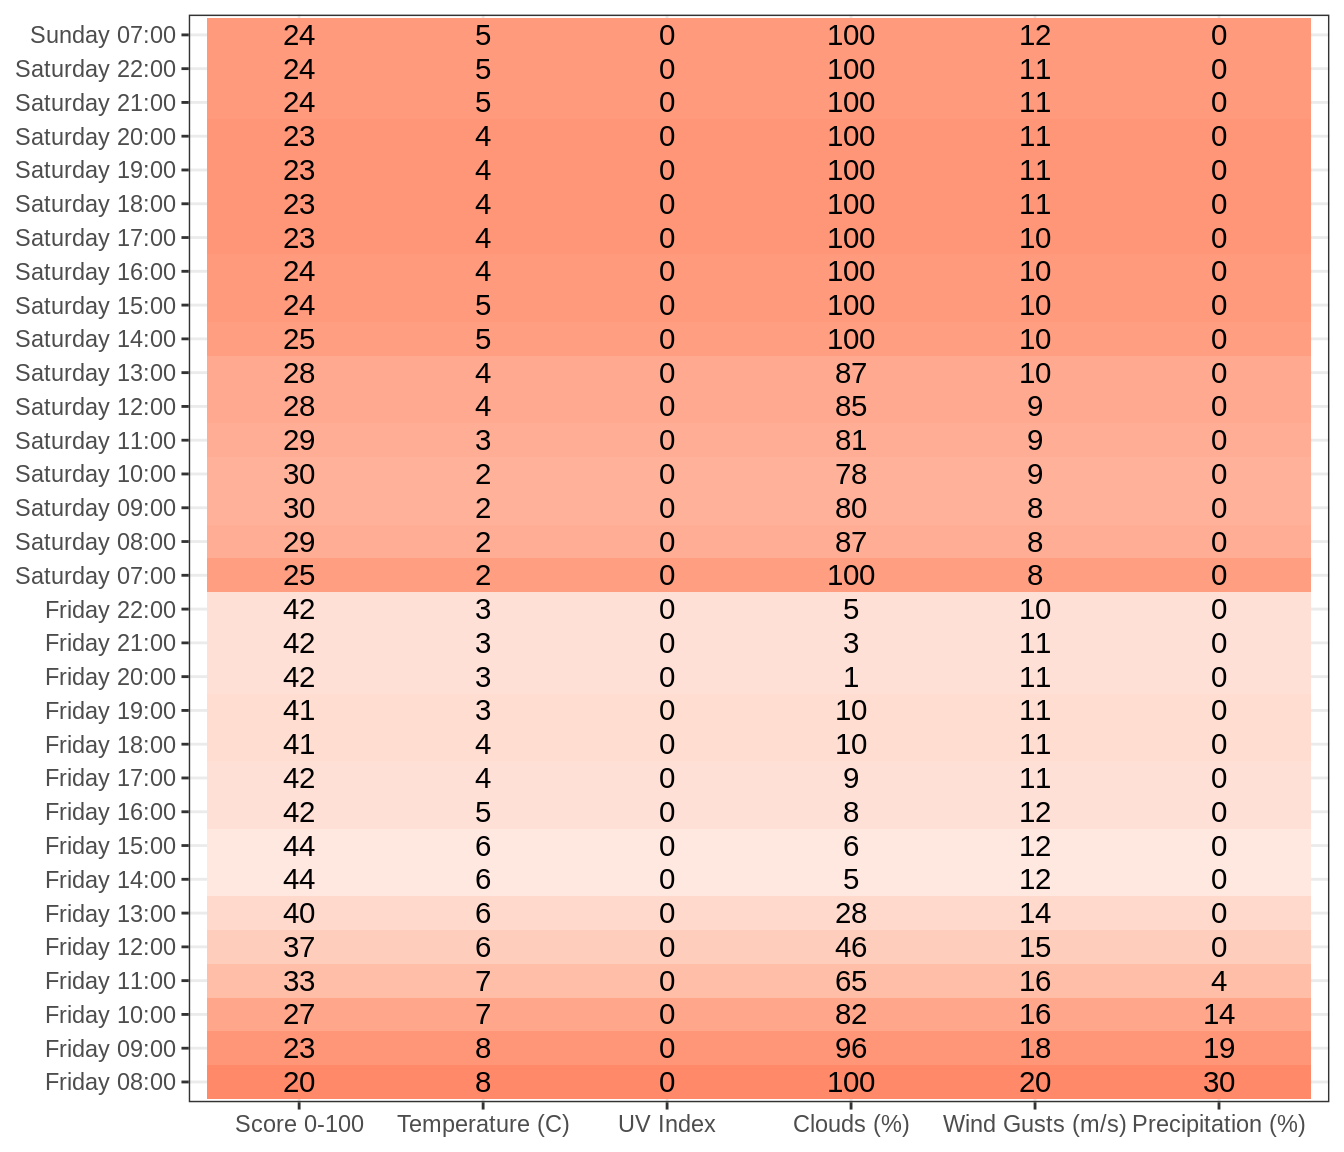 Sunday 07:00 24 5 0 100 12 0
Saturday 22:00 24 5 0 100 11 0
Saturday 21:00 24 5 0 100 11 0
Saturday 20:00 23 4 0 100 11 0
Saturday 19:00 23 4 0 100 11 0
Saturday 18:00 23 4 0 100 11 0
Saturday 17:00 23 4 0 100 10 0
Saturday 16:00 24 4 0 100 10 0
Saturday 15:00 24 5 0 100 10 0
Saturday 14:00 25 5 0 100 10 0
Saturday 13:00 28 4 0 87 10 0
Saturday 12:00 28 4 0 85 9 0
Saturday 11:00 29 3 0 81 9 0
Saturday 10:00 30 2 0 78 9 0
Saturday 09:00 30 2 0 80 8 0
Saturday 08:00 29 2 0 87 8 0
Saturday 07:00 25 2 0 100 8 0
Friday 22:00 42 3 0 5 10 0
Friday 21:00 42 3 0 3 11 0
Friday 20:00 42 3 0 1 11 0
Friday 19:00 41 3 0 10 11 0
Friday 18:00 41 4 0 10 11 0
Friday 17:00 42 4 0 9 11 0
Friday 16:00 42 5 0 8 12 0
Friday 15:00 44 6 0 6 12 0
Friday 14:00 44 6 0 5 12 0
Friday 13:00 40 6 0 28 14 0
Friday 12:00 37 6 0 46 15 0
Friday 11:00 33 7 0 65 16 4
Friday 10:00 27 7 0 82 16 14
Friday 09:00 23 8 0 96 18 19
Friday 08:00 20 8 0 100 20 30
Score 0-100 Temperature (C) UV Index Clouds (%) Wind Gusts (m/s) Precipitation (%)